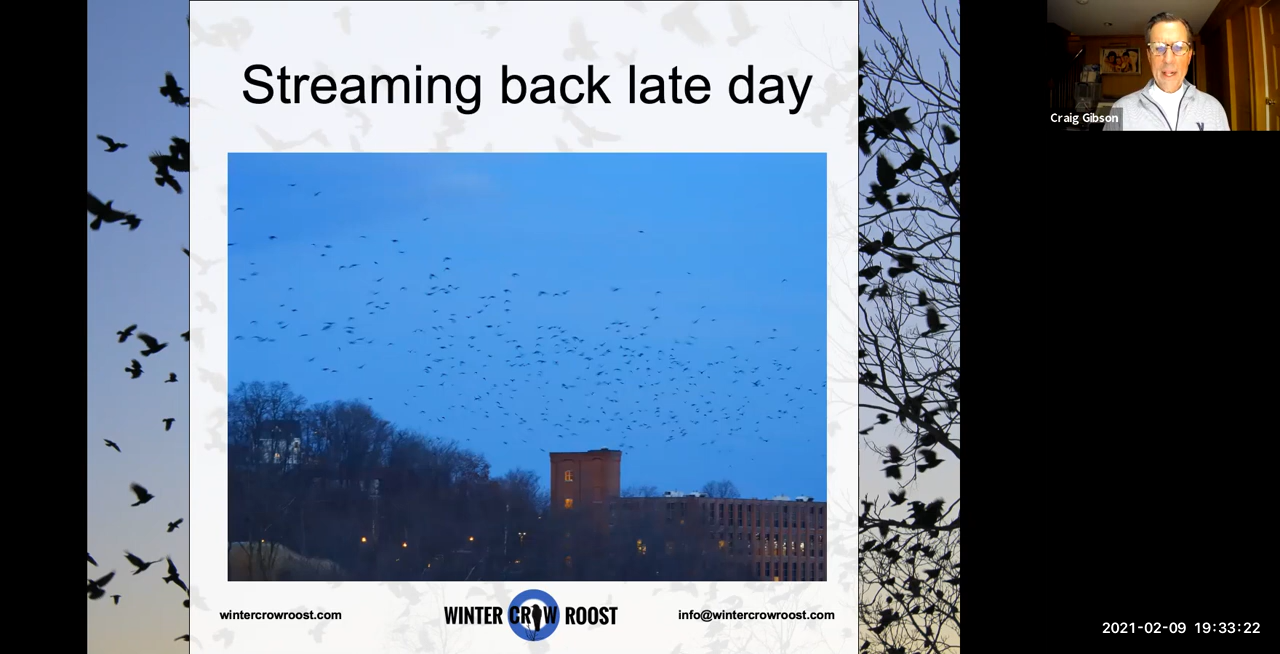 Streaming back late day
Craig Gibson
wintercrowroost.com
WINTER CROW ROOST
info@wintercrowroost.com
2021-02-09 19:33:22